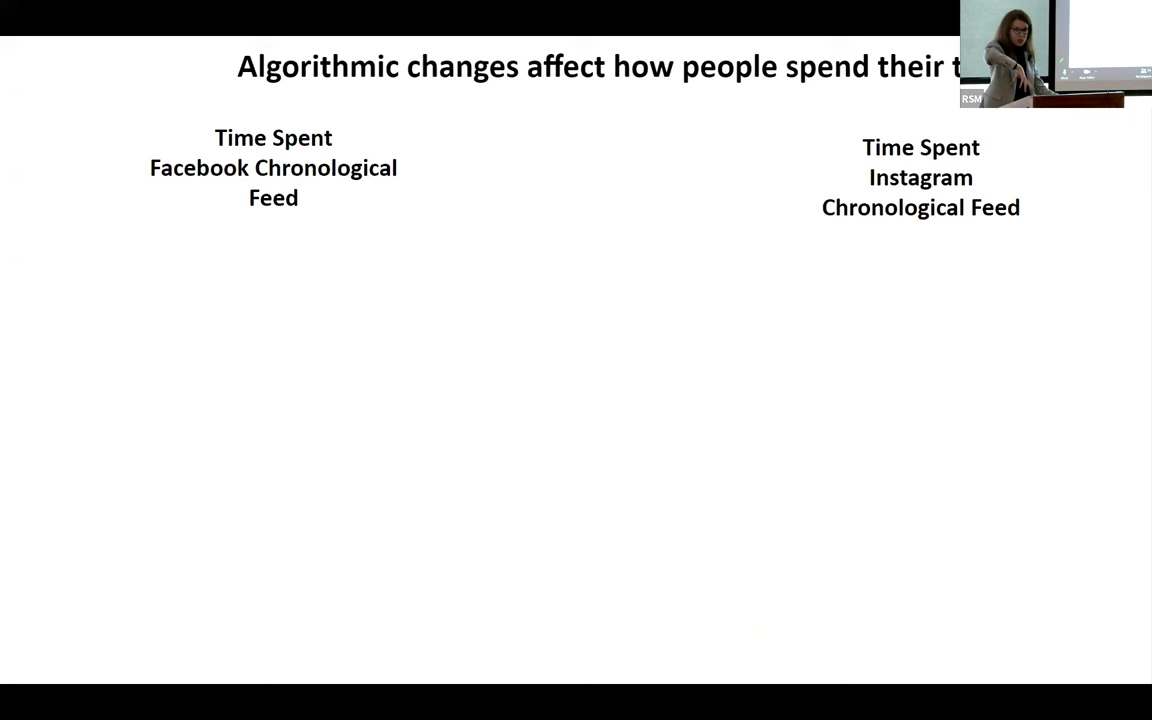 Algorithmic changes affect how people spend their t
Time Spent
Facebook Chronological
Feed
Time Spent
Instagram
Chronological Feed
RSM